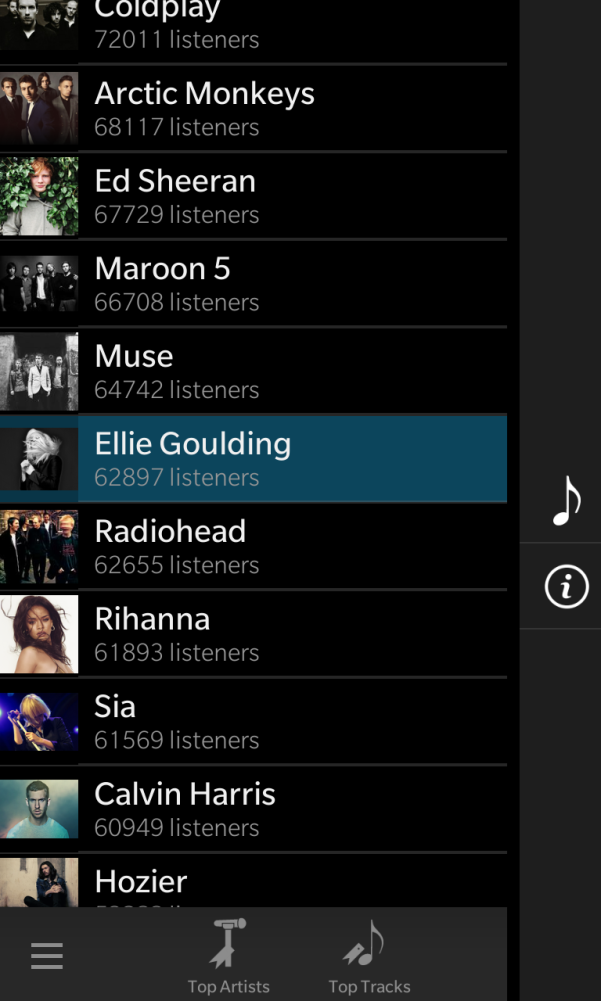 Coldplay
72011 listeners
Arctic Monkeys
68117 listeners
Ed Sheeran
67729 listeners
Maroon 5
66708 listeners
Muse
64742 listeners
Ellie Goulding
62897 listeners
Radiohead
62655 listeners
Rihanna
61893 listeners
Sia
61569 listeners
Calvin Harris
60949 listeners
Hozier
Top Artists
Top Tracks